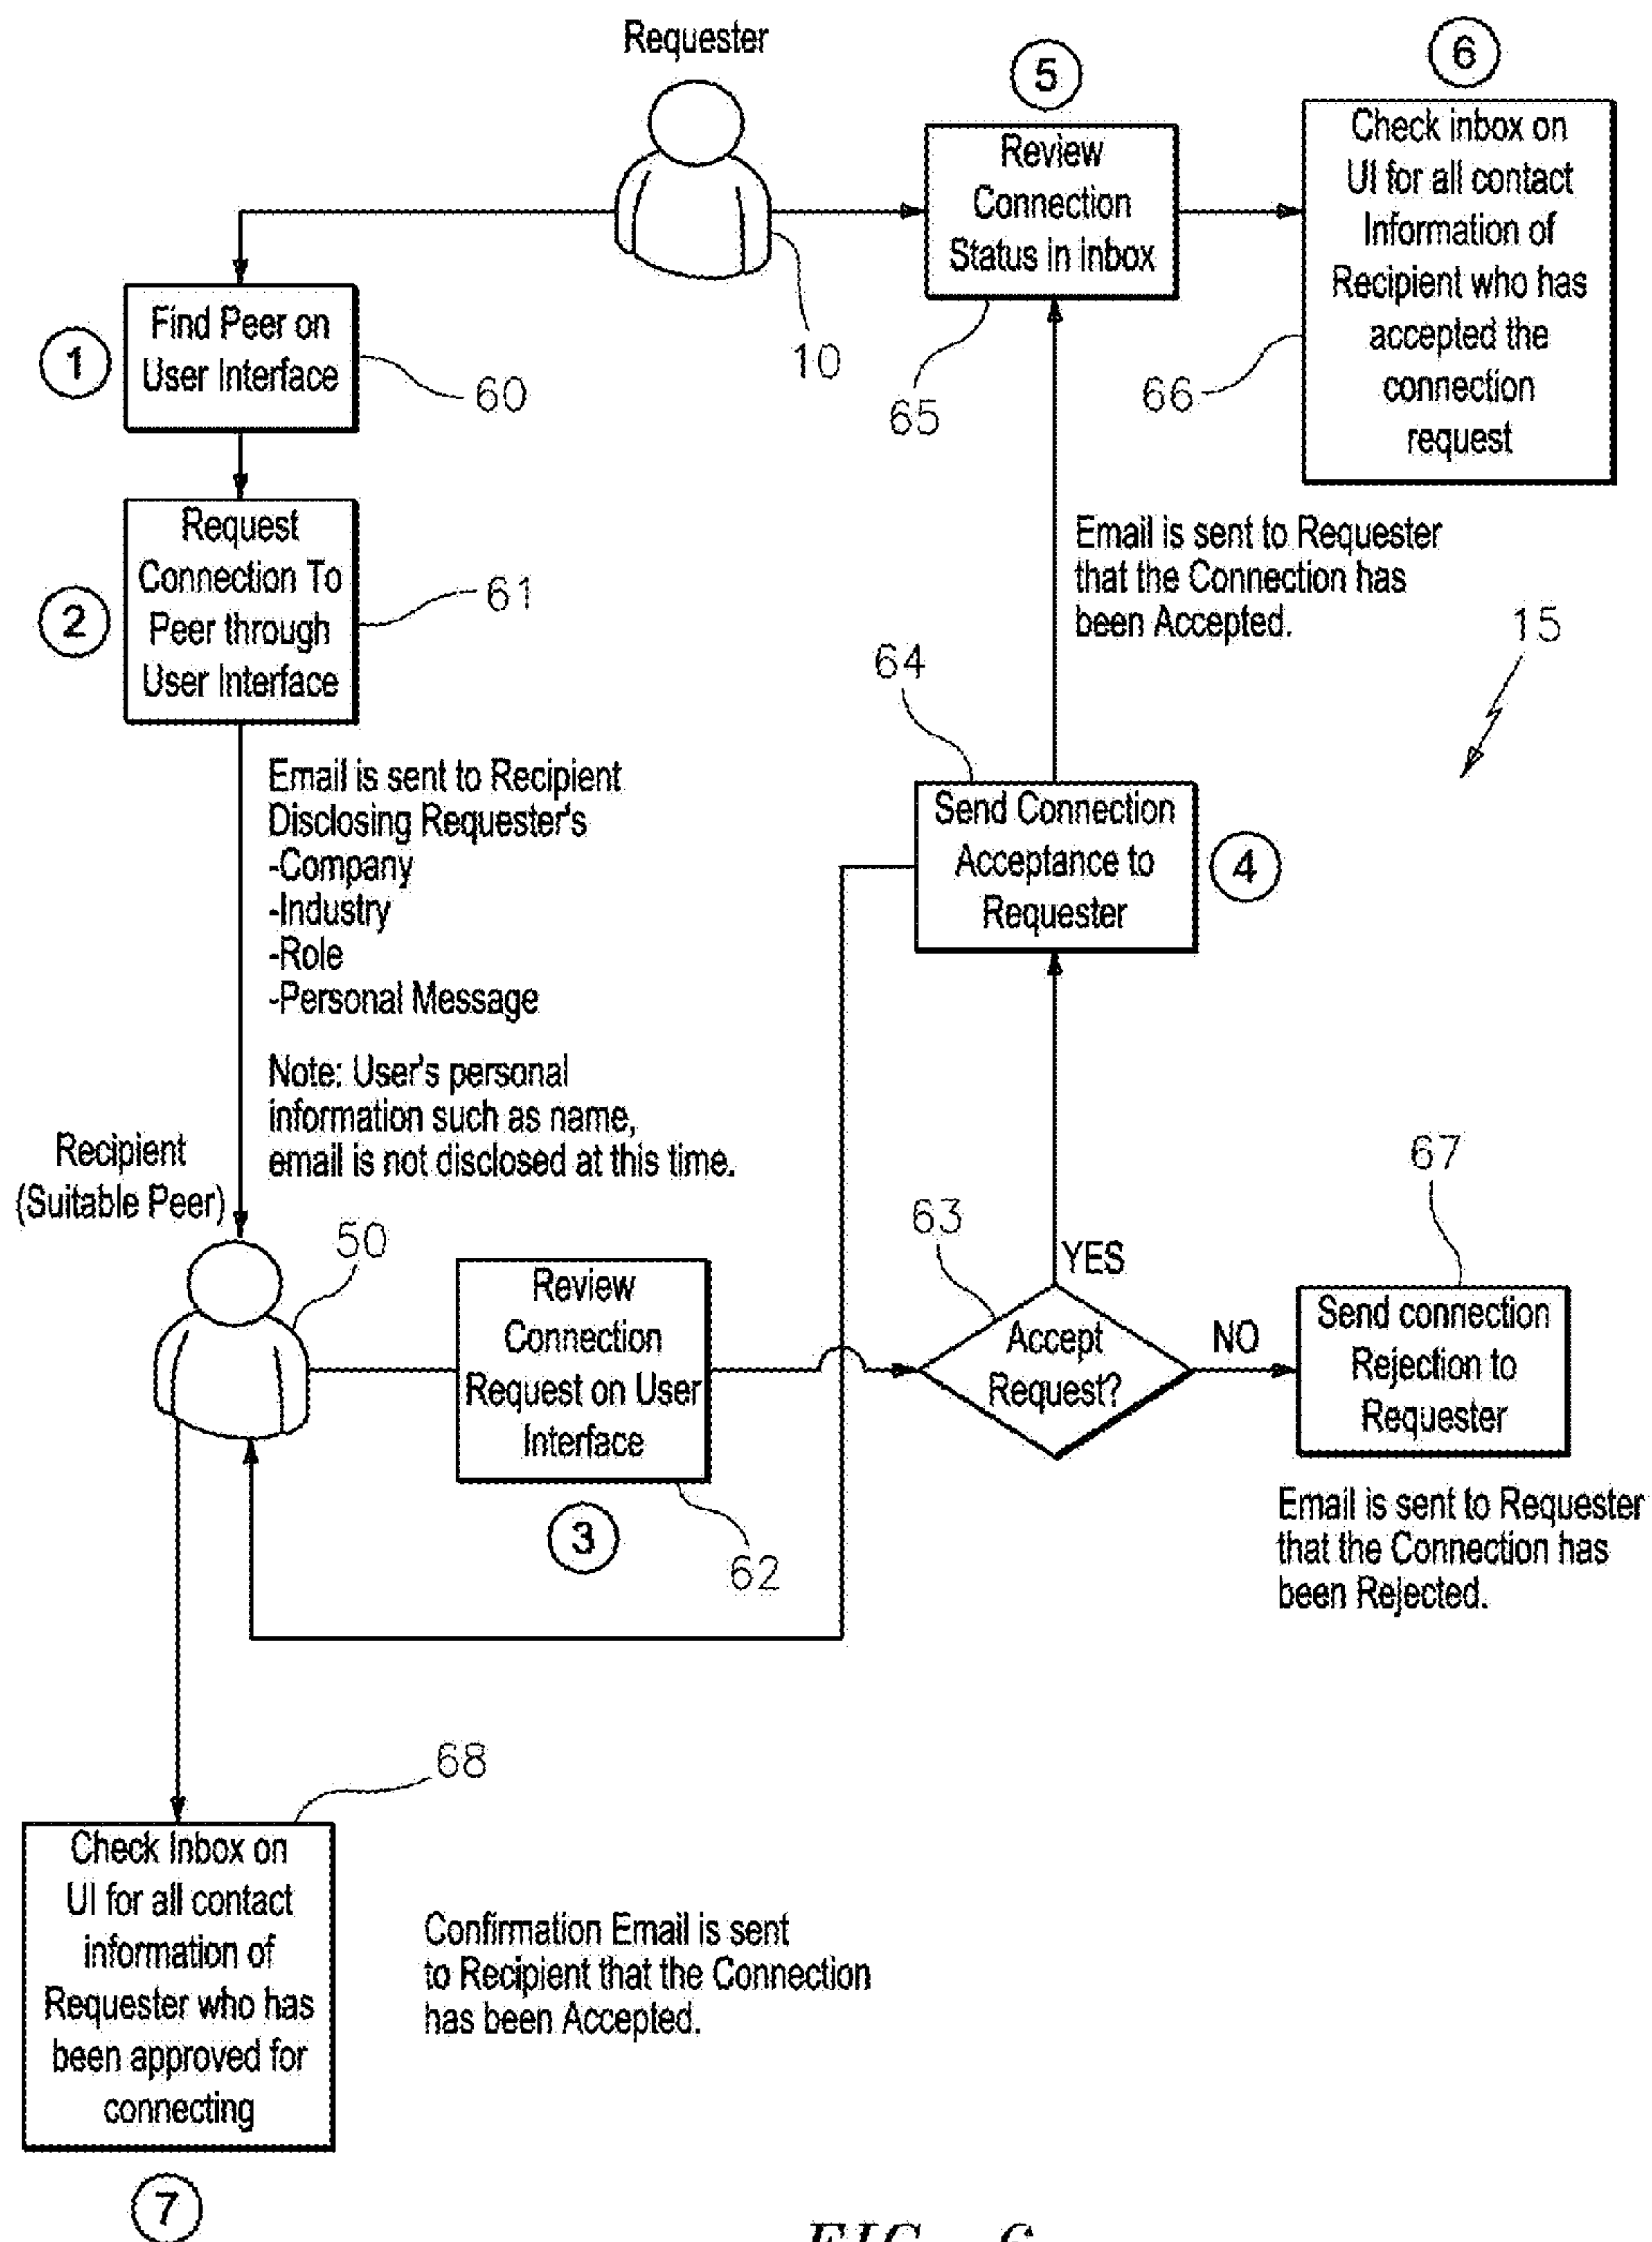 Requester
5
6
Review
Connection
Status in inbox
Check inbox on
UI for all contact
Information of
Recipient who has
accepted the
connection
request
1
Find Peer on
User Interface
60
10
65
66
2
Request
Connection To
Peer through
User Interface
61
Email is sent to Requester
that the Connection has
been Accepted.
15
64
Email is sent to Recipient
Disclosing Requester's
-Company
-Industry
-Role
-Personal Message
Send Connection
Acceptance to
Requester
4
Note: User's personal
information such as name,
email is not disclosed at this time.
Recipient
(Suitable Peer)
50
63
67
Review
Connection
Request on User
Interface
YES
Accept
Request?
NO
Send connection
Rejection to
Requester
3
62
Email is sent to Requester
that the Connection has
been Rejected.
68
Check Inbox on
UI for all contact
information of
Requester who has
been approved for
connecting
Confirmation Email is sent
to Recipient that the Connection
has been Accepted.
7
FIG. 6